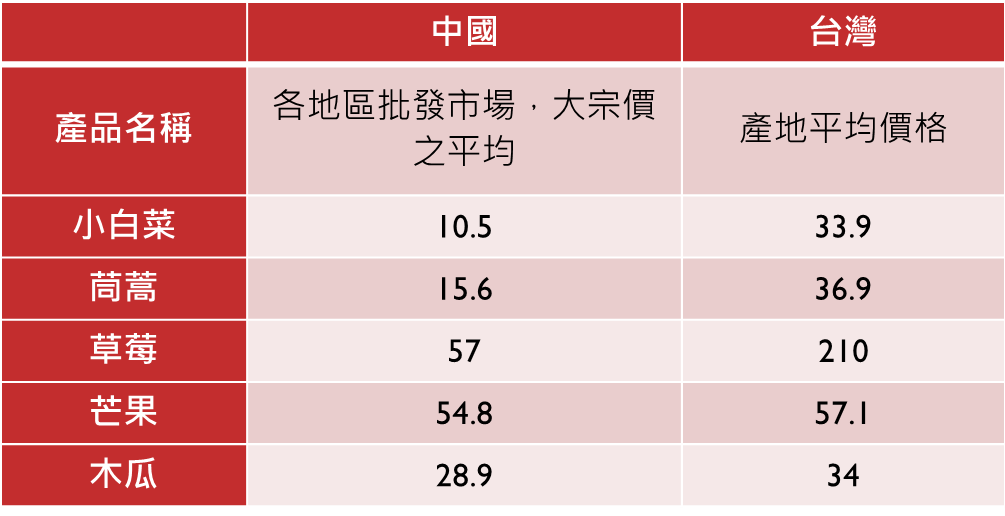 中國 台灣
產品名稱 各地區批發市場，大宗價之平均 產地平均價格
小白菜 10.5 33.9
茼蒿 15.6 36.9
草莓 57 210
芒果 54.8 57.1
木瓜 28.9 34